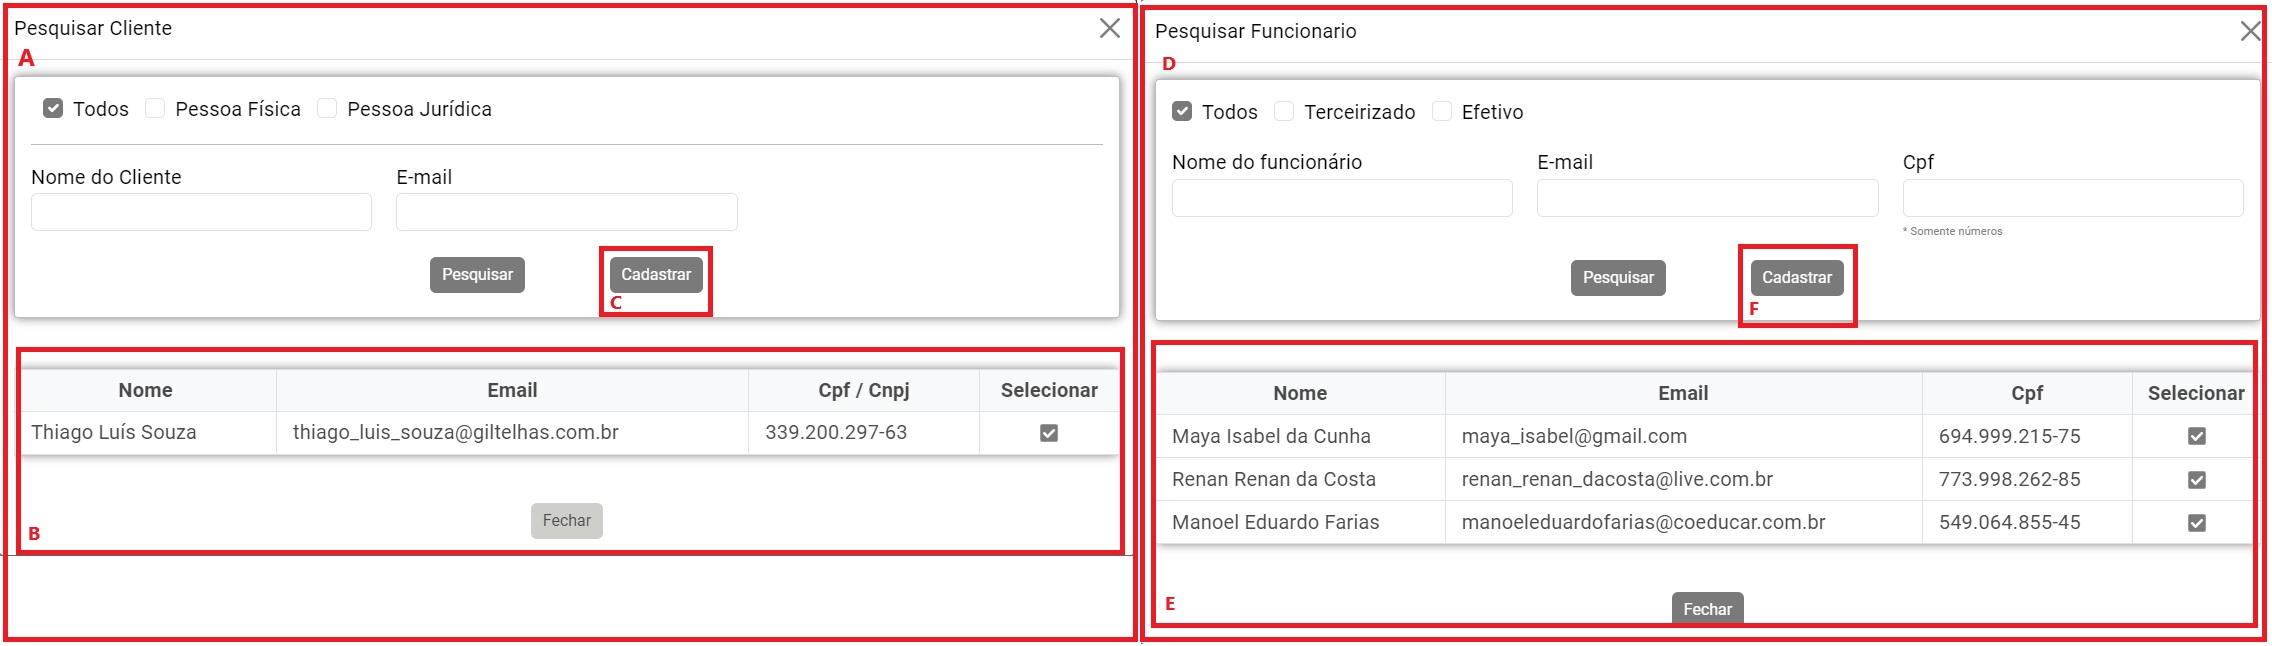 Pesquisar Cliente
A
Todos Pessoa Física Pessoa Jurídica
Nome do Cliente E-mail
Pesquisar Cadastrar
C
Nome Email Cpf / Cnpj Selecionar
Thiago Luís Souza thiago_luis_souza@giltelhas.com.br 339.200.297-63
Fechar
B
Pesquisar Funcionario
D
Todos Terceirizado Efetivo
Nome do funcionário E-mail Cpf
* Somente números
Pesquisar Cadastrar
F
Nome Email Cpf Selecionar
Maya Isabel da Cunha maya_isabel@gmail.com 694.999.215-75
Renan Renan da Costa renan_renan_dacosta@live.com.br 773.998.262-85
Manoel Eduardo Farias manoeleduardofarias@coeducar.com.br 549.064.855-45
E
Fechar